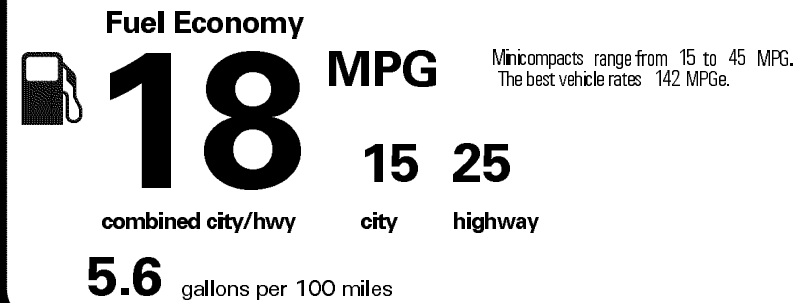 Fuel Economy
18 MPG
Minicompacts range from 15 to 45 MPG.
The best vehicle rates 142 MPGe.
15 25
combined city/hwy city highway
5.6 gallons per 100 miles